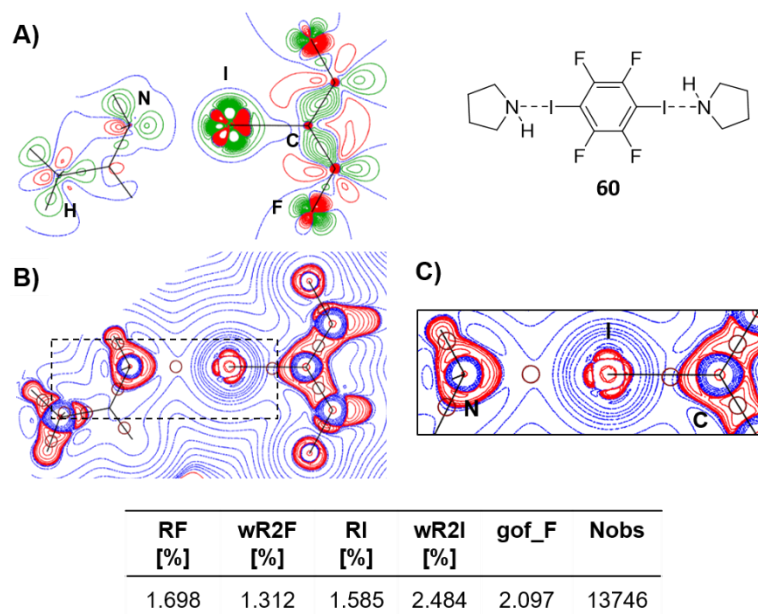 A)
I
N
C
H
F
F
F
H
N
I
I
N
H
F
F
60
B)
C)
I
N
C
RF [%] wR2F [%] RI [%] wR2I [%] gof_F Nobs
1.698 1.312 1.585 2.484 2.097 13746